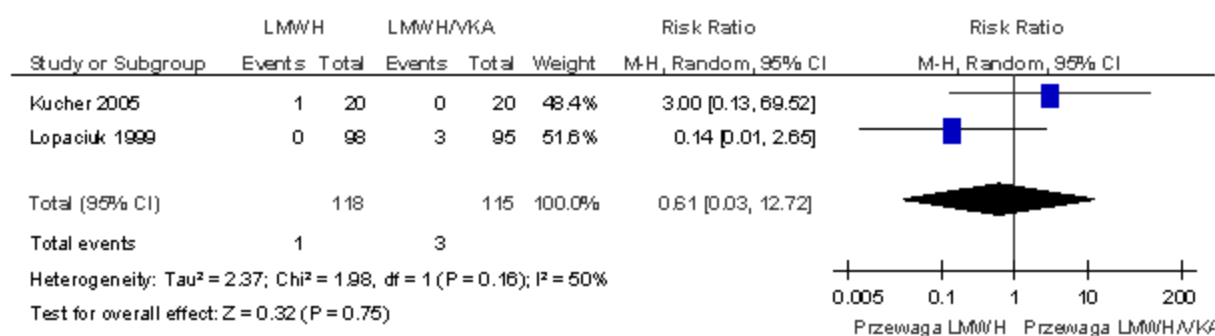 LMWH LMWH/VKA Risk Ratio Risk Ratio
Study or Subgroup Events Total Events Total Weight M-H, Random, 95% CI M-H, Random, 95% CI
Kucher 2005 1 20 0 20 48.4% 3.00 [0.13, 69.52]
Lopaciuk 1999 0 98 3 95 51.6% 0.14 [0.01, 2.65]
Total (95% CI) 118 115 100.0% 0.61 [0.03, 12.72]
Total events 1 3
Heterogeneity: Tau² = 2.37; Chi² = 1.98, df = 1 (P = 0.16); I² = 50%
Test for overall effect: Z = 0.32 (P = 0.75)
0.005 0.1 1 10 200
Przewaga LMWH Przewaga LMWH/VKA